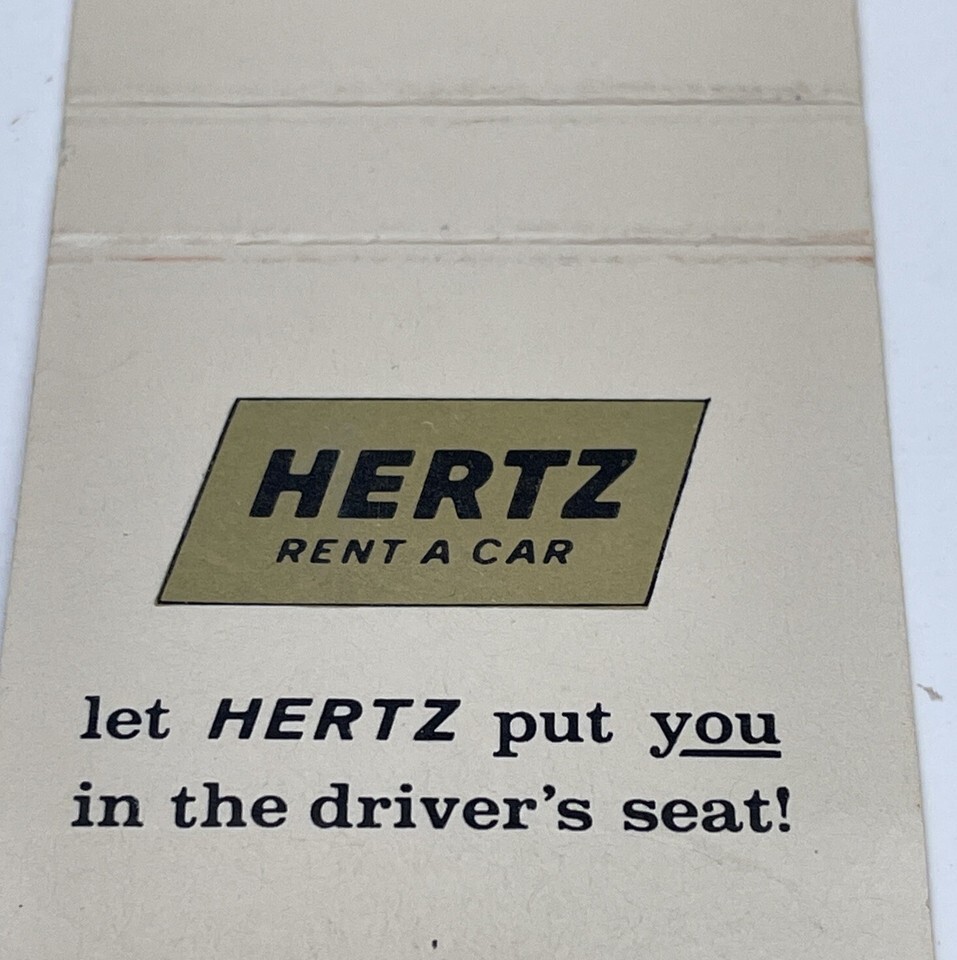 HERTZ
RENT A CAR
let HERTZ put you
in the driver's seat!